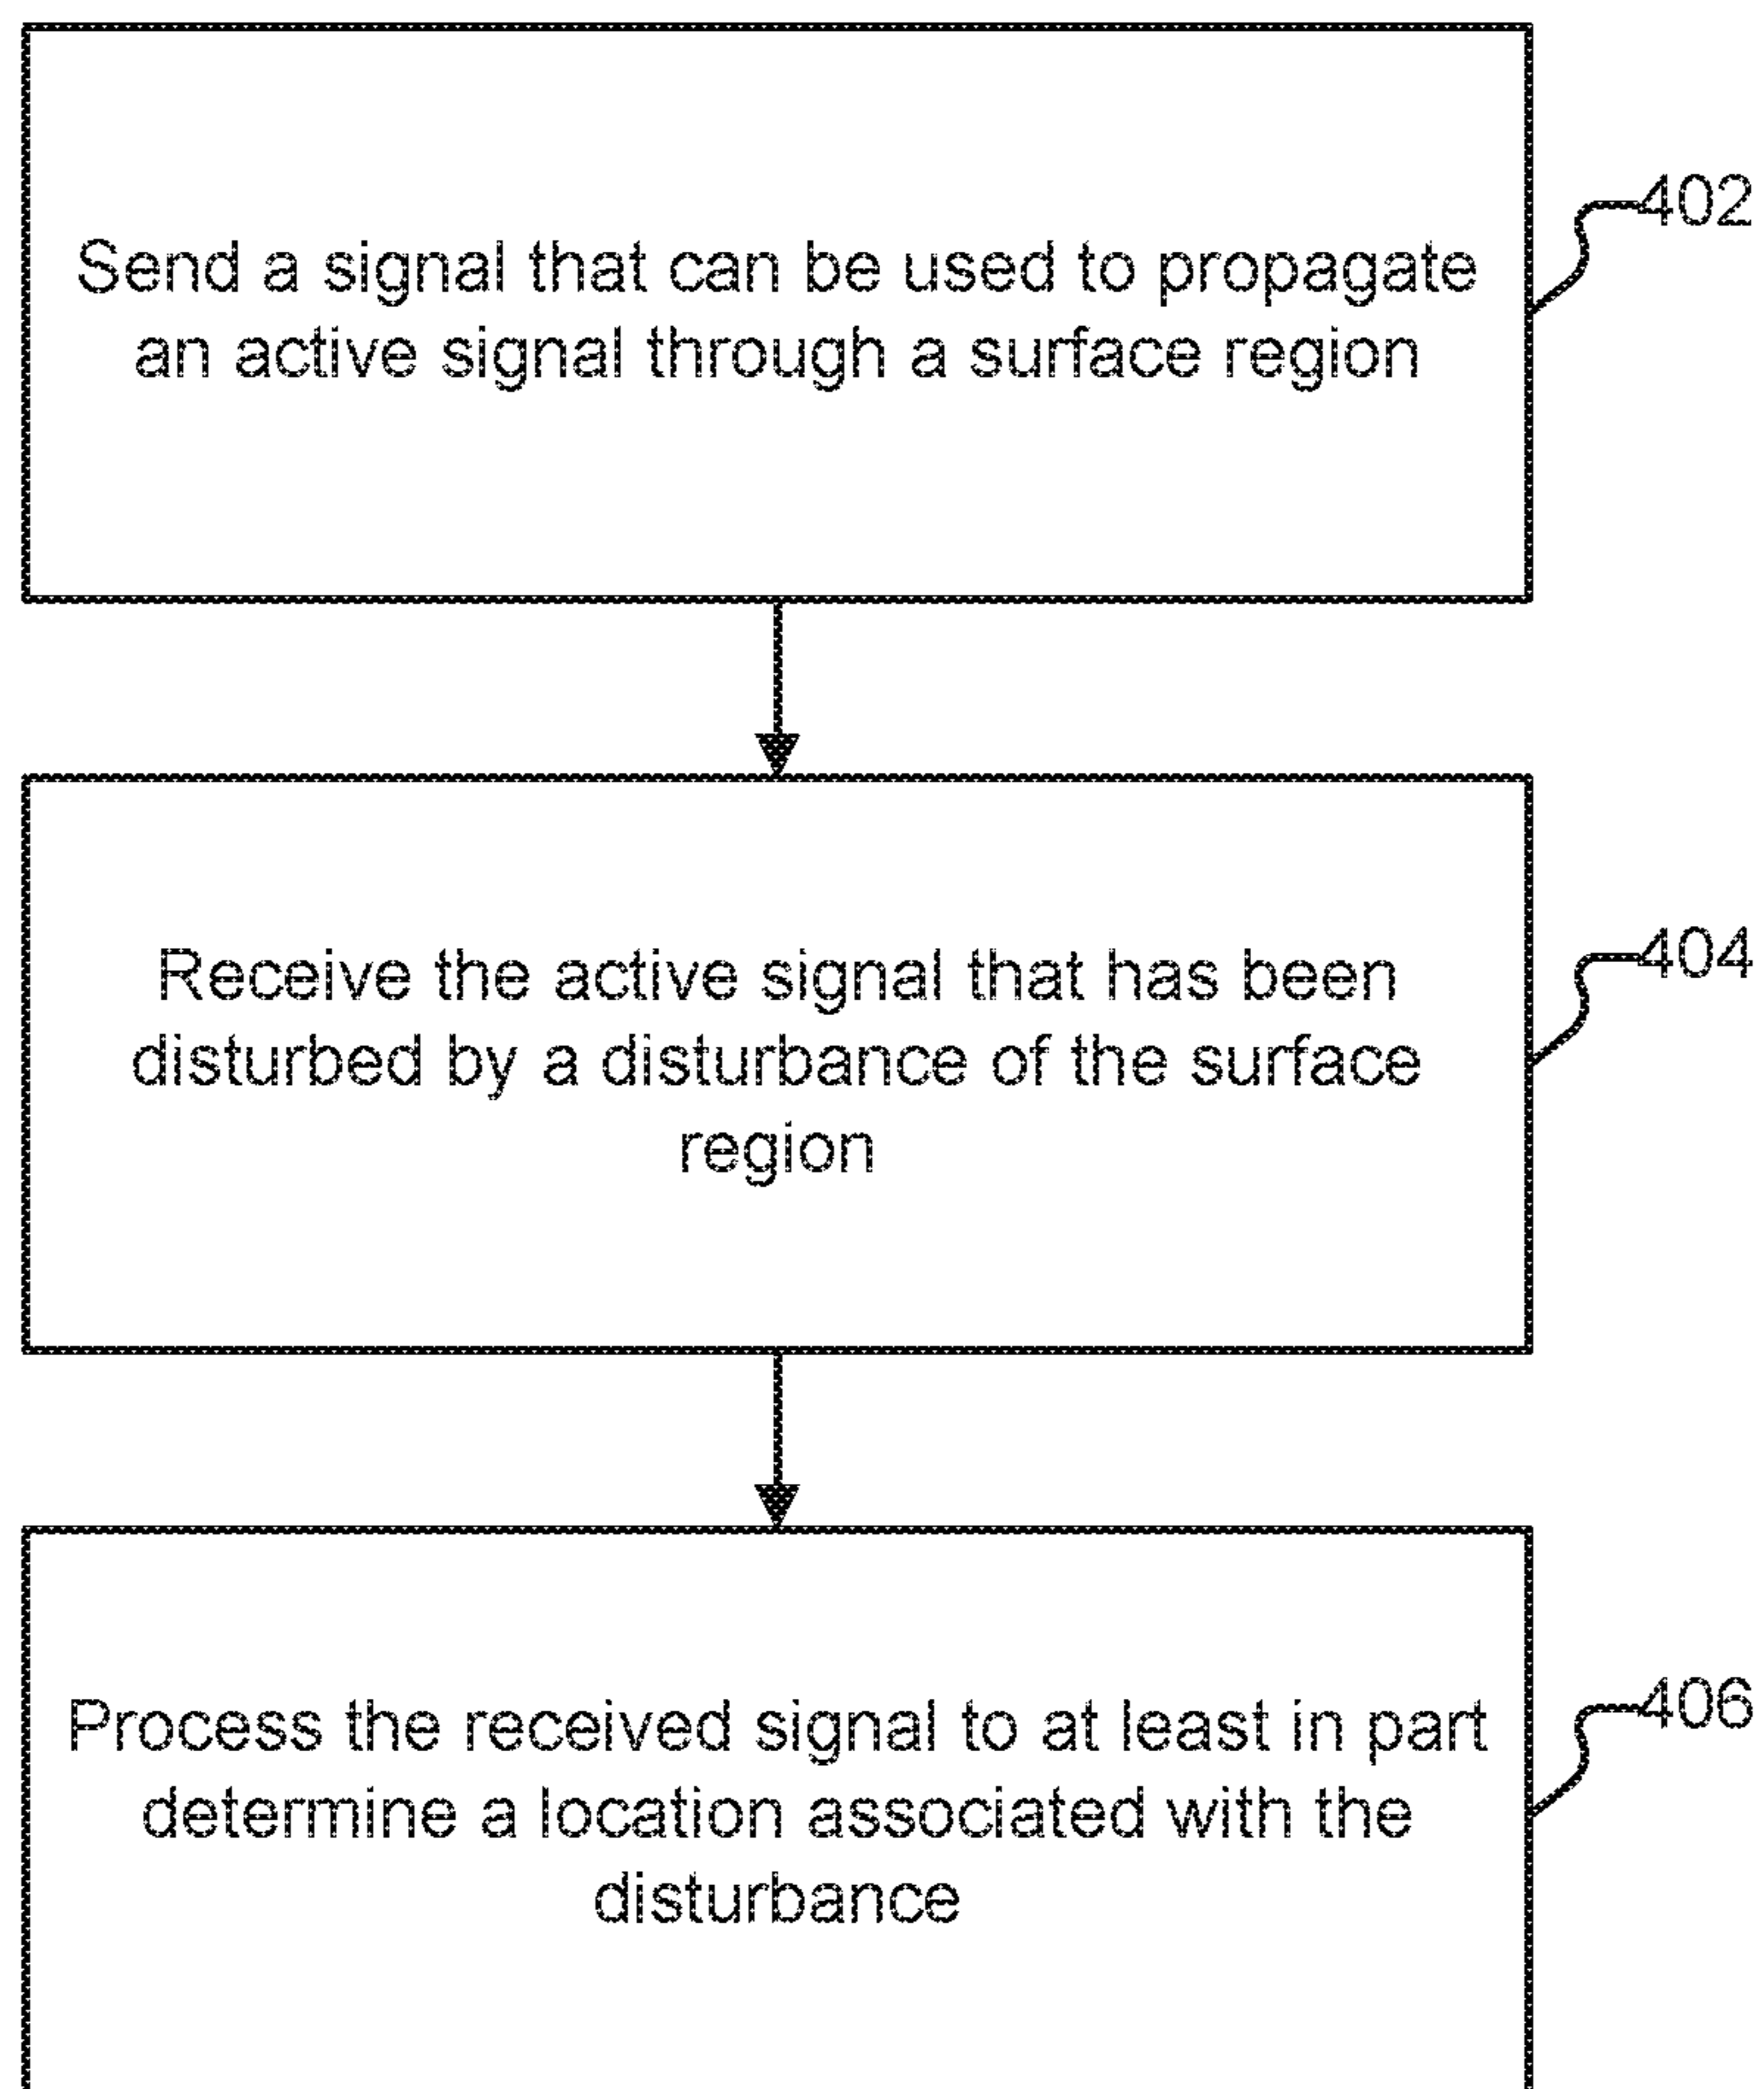 Send a signal that can be used to propagate
an active signal through a surface region
402
Receive the active signal that has been
disturbed by a disturbance of the surface
region
404
Process the received signal to at least in part
determine a location associated with the
disturbance
406